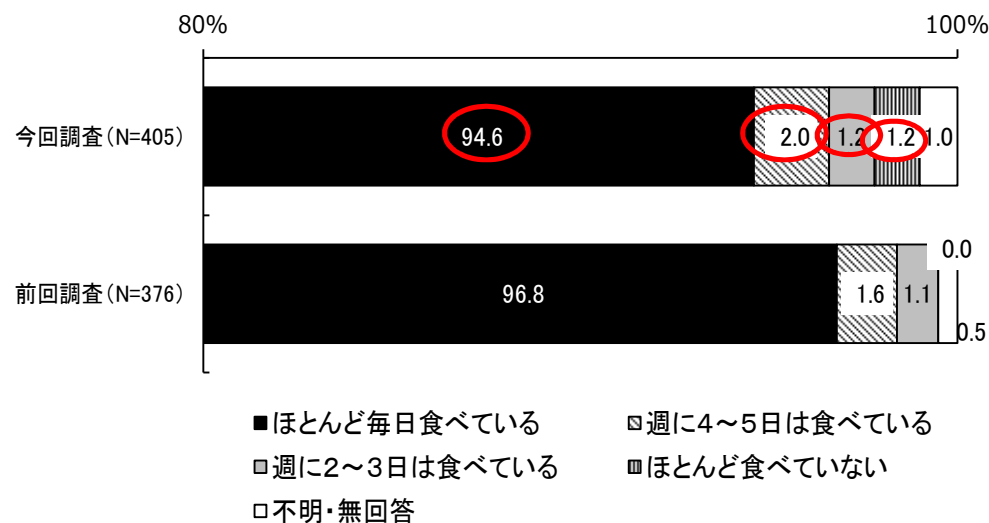 80% 100%
今回調査(N=405) 94.6 2.0 1.2 1.2 1.0
0.0
前回調査(N=376) 96.8 1.6 1.1
0.5
ほとんど毎日食べている 週に4~5日は食べている
週に2~3日は食べている ほとんど食べていない
不明・無回答